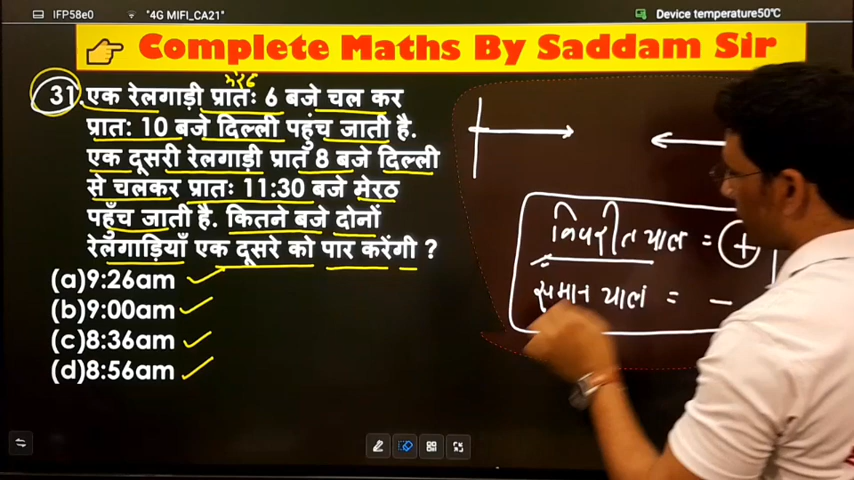 IFP58e0 "4G MIFI_CA21" Device temperature50℃
Complete Maths By Saddam Sir
मेरठ
31. एक रेलगाड़ी प्रातः 6 बजे चल कर
प्रातः 10 बजे दिल्ली पहुंच जाती है.
एक दूसरी रेलगाड़ी प्रात 8 बजे दिल्ली
से चलकर प्रातः 11:30 बजे मेरठ
पहुँच जाती है. कितने बजे दोनों
रेलगाड़ियाँ एक दूसरे को पार करेंगी ?
(a)9:26am
(b)9:00am
(c)8:36am
(d)8:56am
विपरीत चाल = +
समान चाल = −